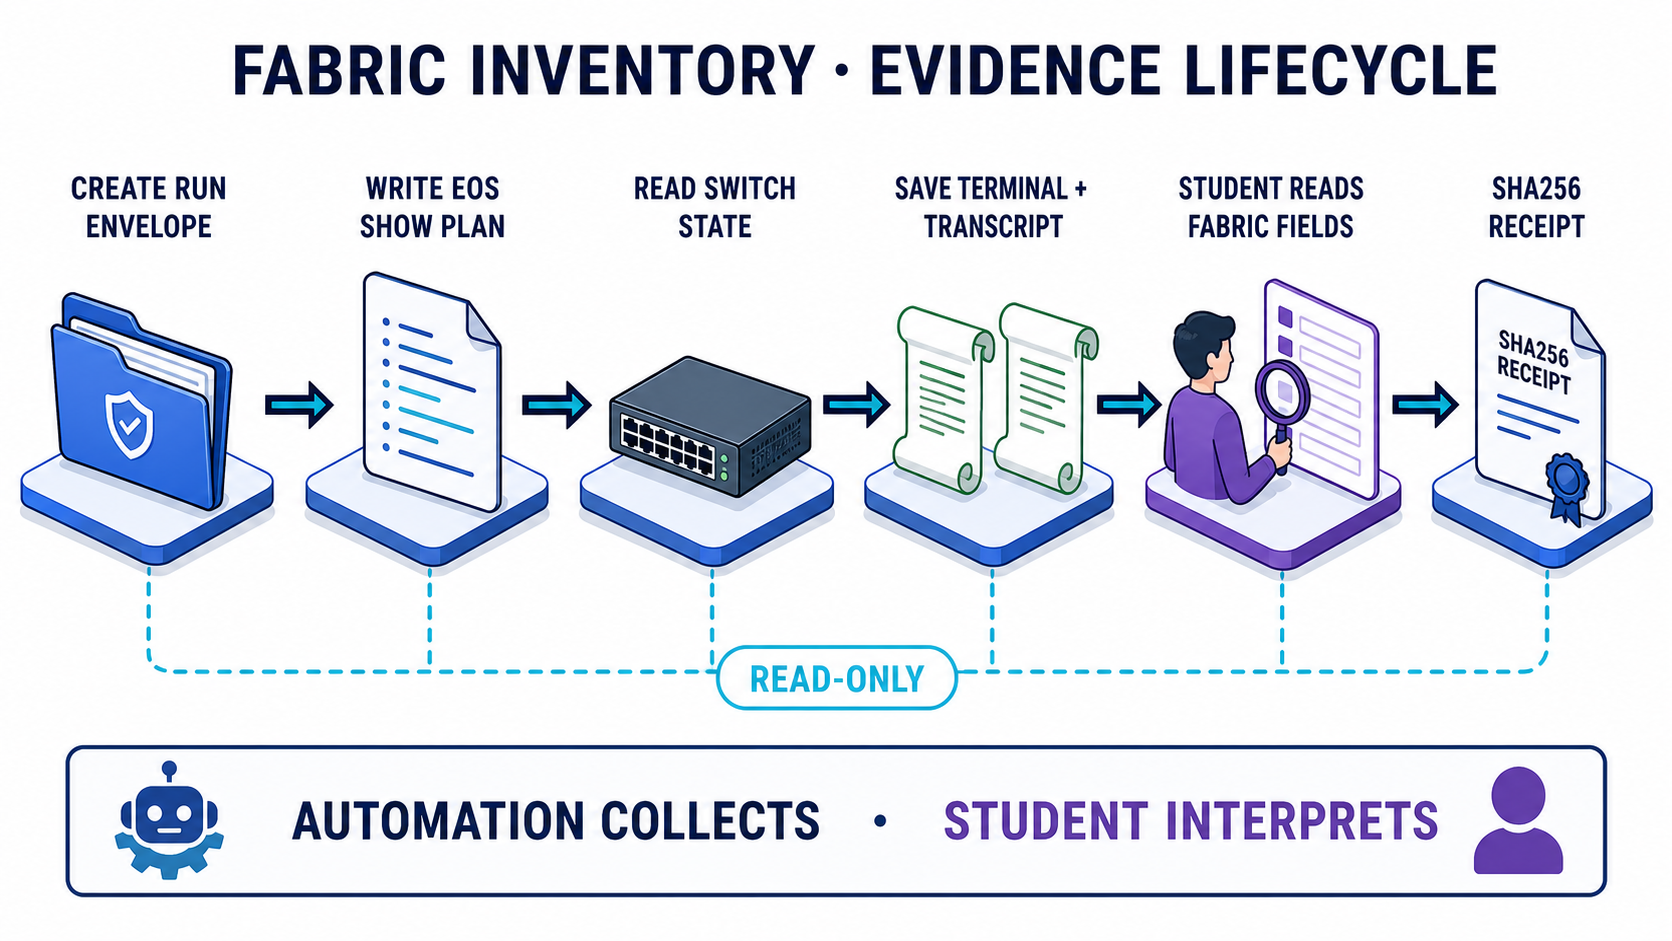 FABRIC INVENTORY · EVIDENCE LIFECYCLE
CREATE RUN
ENVELOPE
WRITE EOS
SHOW PLAN
READ SWITCH
STATE
SAVE TERMINAL +
TRANSCRIPT
STUDENT READS
FABRIC FIELDS
SHA256
RECEIPT
SHA256
RECEIPT
READ-ONLY
AUTOMATION COLLECTS · STUDENT INTERPRETS